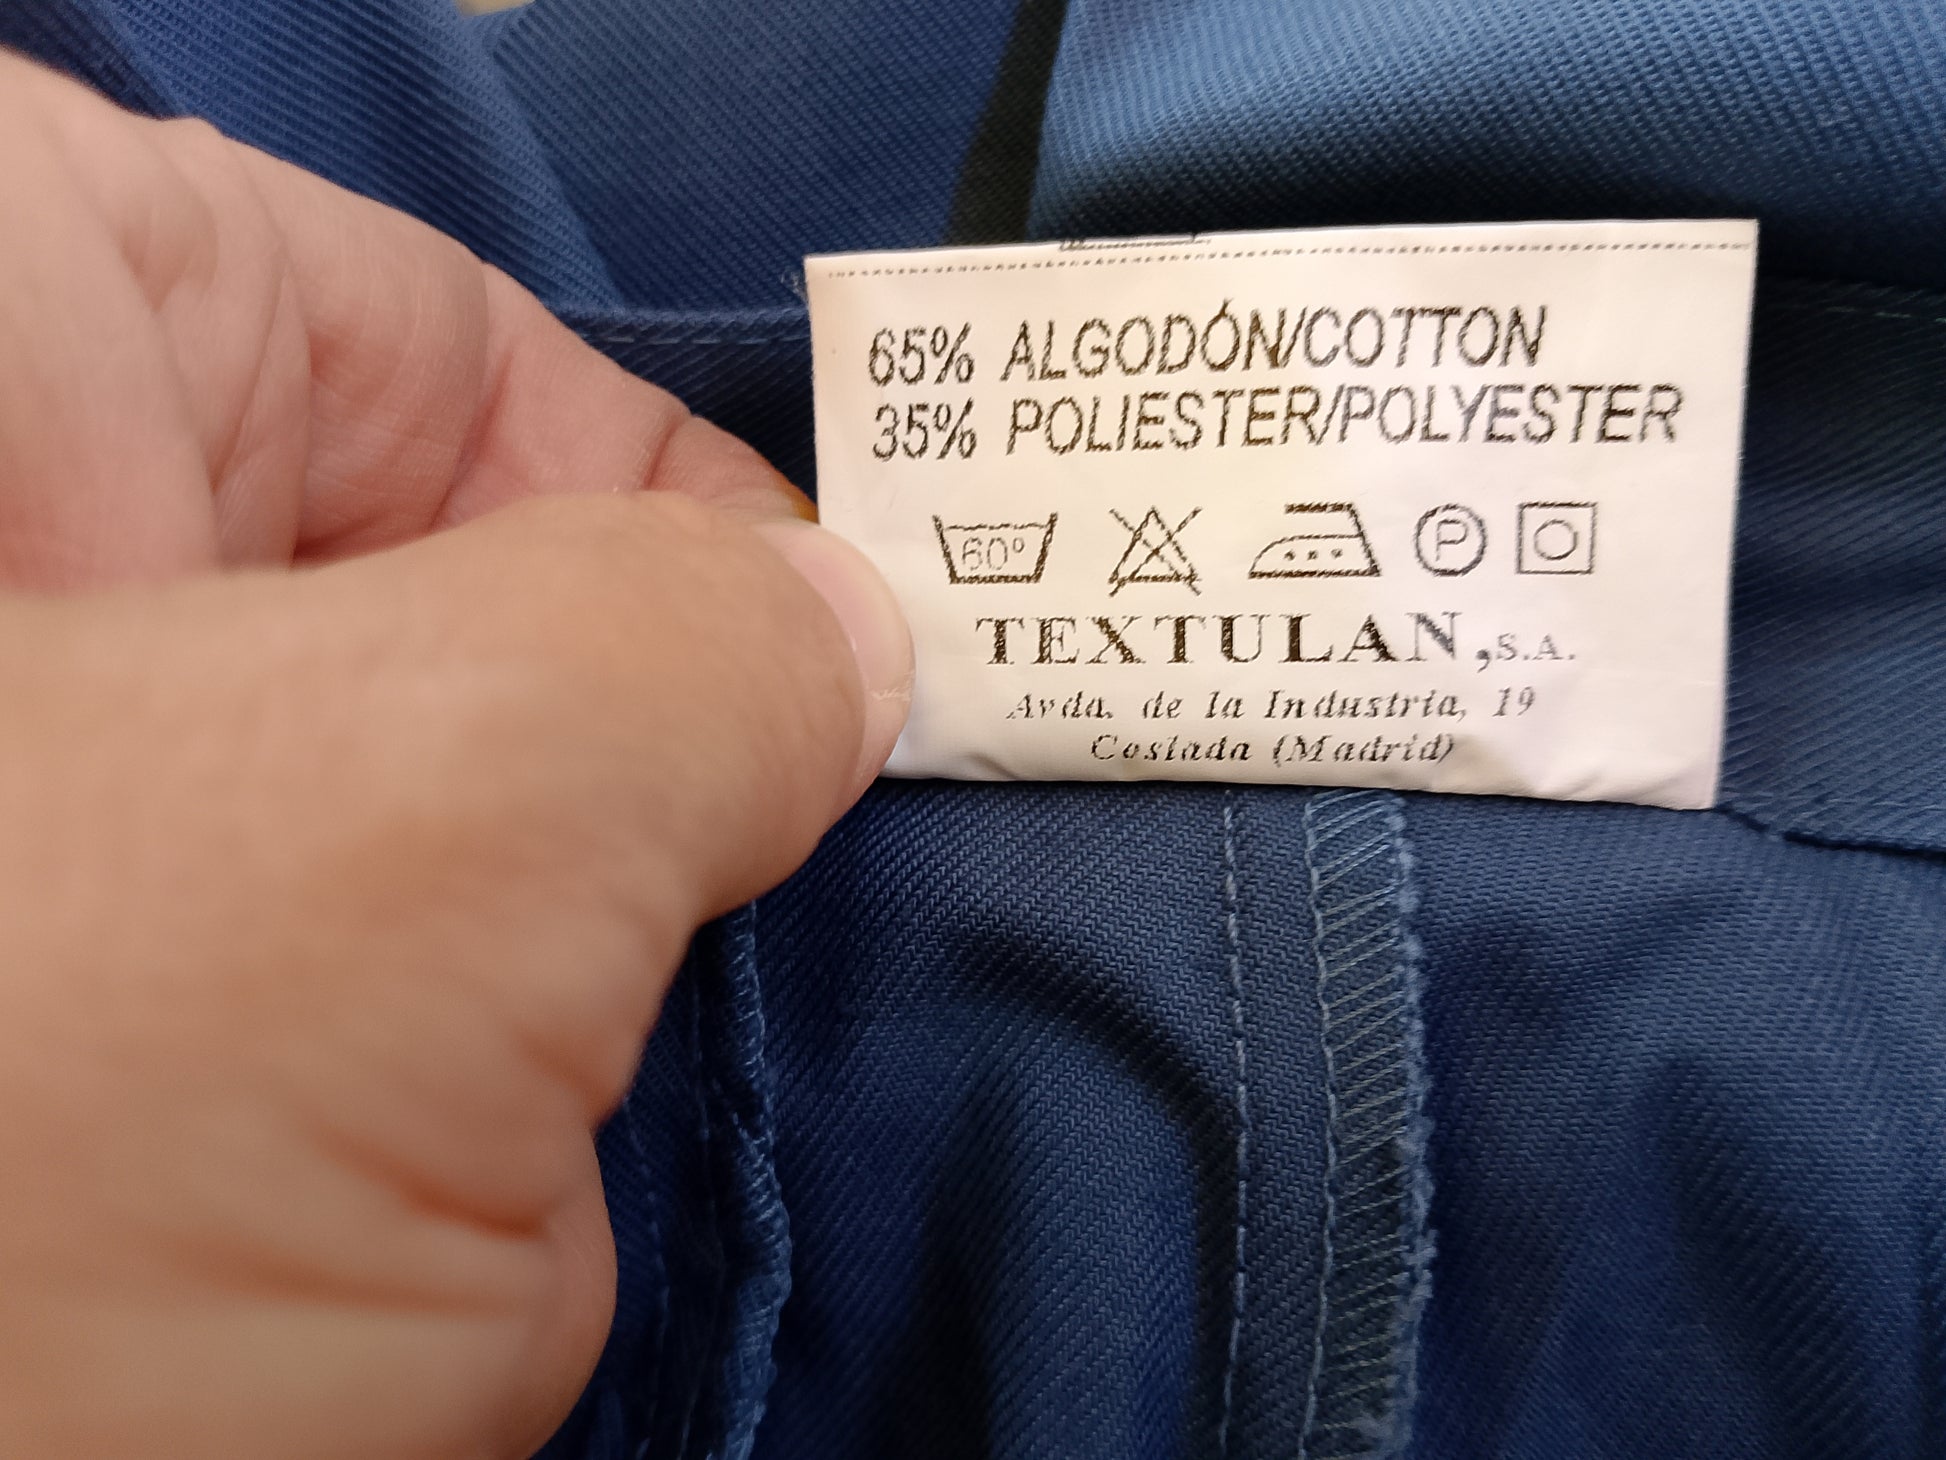 65% ALGODÓN/COTTON
35% POLIESTER/POLYESTER
60° P
TEXTULAN, S.A.
Avda. de la Industria, 19
Coslada (Madrid)